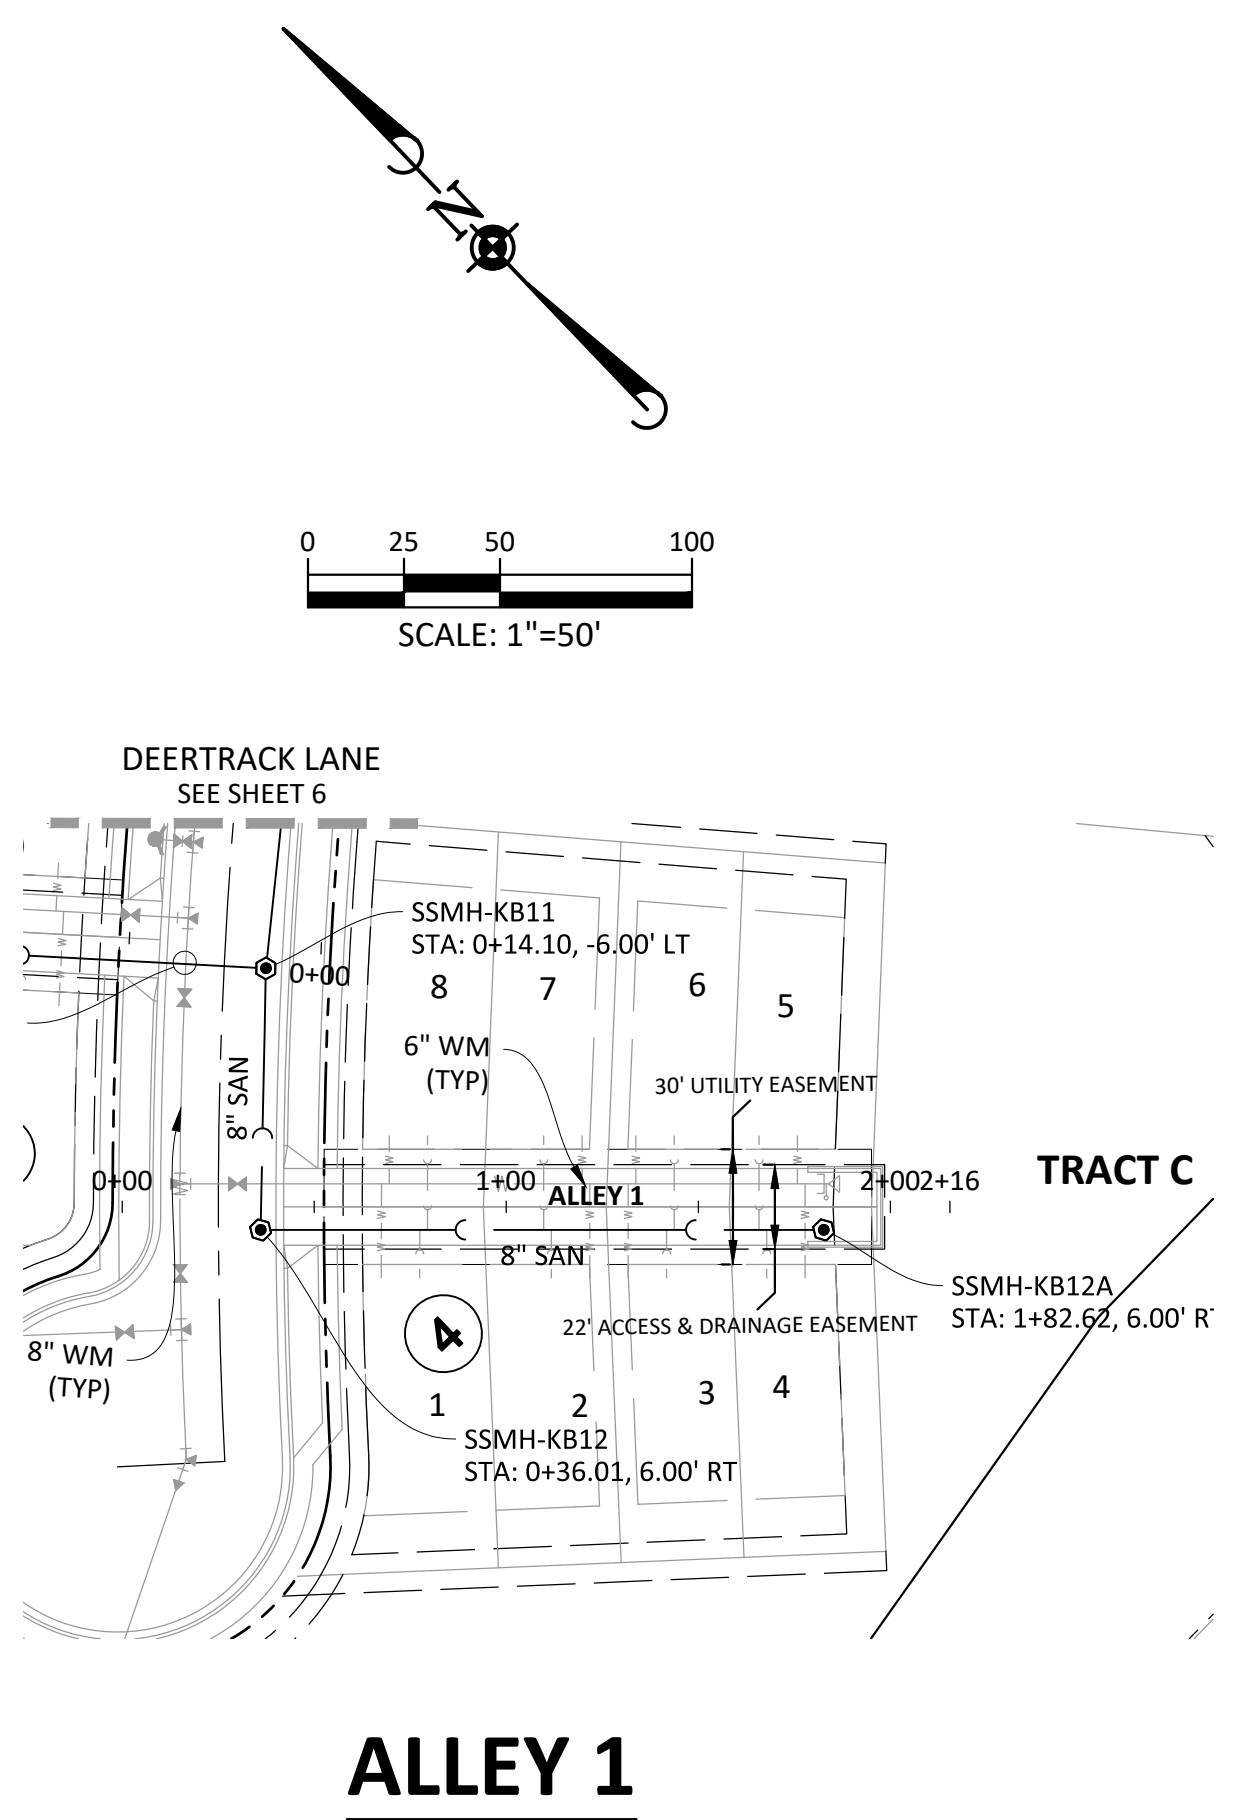 N
0 25 50 100
SCALE: 1"=50'
DEERTRACK LANE
SEE SHEET 6
SSMH-KB11
STA: 0+14.10, -6.00' LT
0+00
8
7
6
5
6" WM
(TYP)
8" SAN
30' UTILITY EASEMENT
0+00
1+00
ALLEY 1
2+00
2+16
TRACT C
8" SAN
SSMH-KB12A
STA: 1+82.62, 6.00' R
22' ACCESS & DRAINAGE EASEMENT
4
8" WM
(TYP)
1
2
3
4
SSMH-KB12
STA: 0+36.01, 6.00' RT
ALLEY 1